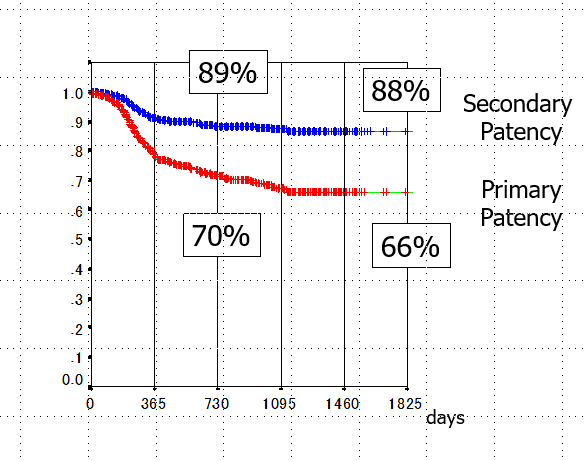 89%
88%
Secondary
Patency
Primary
Patency
70%
66%
1.0
.9
.8
.7
.6
.5
.4
.3
.2
.1
0.0
0 365 730 1095 1460 1825
days